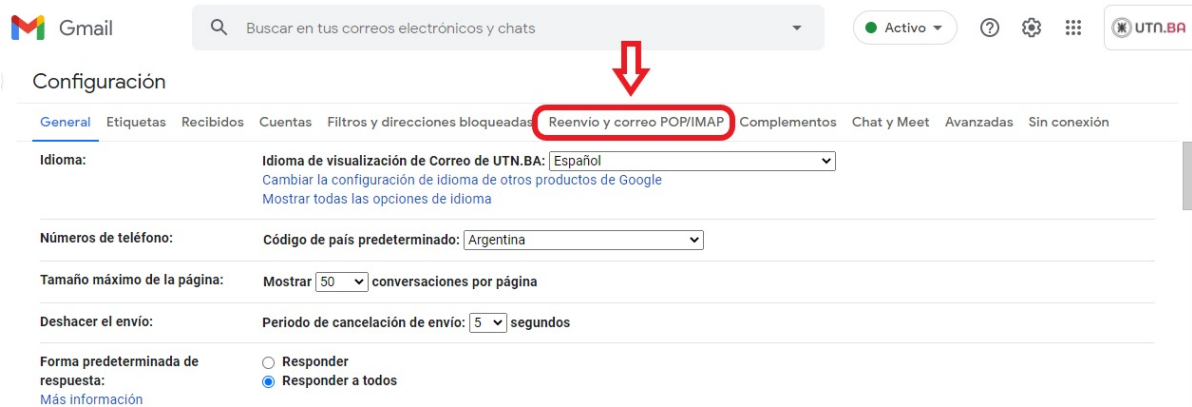 Gmail
Buscar en tus correos electrónicos y chats
Activo
UTN.BA
Configuración
General Etiquetas Recibidos Cuentas Filtros y direcciones bloqueadas Reenvío y correo POP/IMAP Complementos Chat y Meet Avanzadas Sin conexión
Idioma: Idioma de visualización de Correo de UTN.BA: Español
Cambiar la configuración de idioma de otros productos de Google
Mostrar todas las opciones de idioma
Números de teléfono: Código de país predeterminado: Argentina
Tamaño máximo de la página: Mostrar 50 conversaciones por página
Deshacer el envío: Periodo de cancelación de envío: 5 segundos
Forma predeterminada de respuesta:
Responder
Responder a todos
Más información